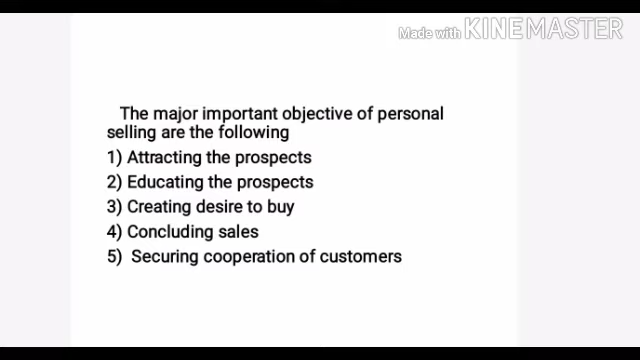 Made with KINEMASTER
The major important objective of personal
selling are the following
1) Attracting the prospects
2) Educating the prospects
3) Creating desire to buy
4) Concluding sales
5) Securing cooperation of customers